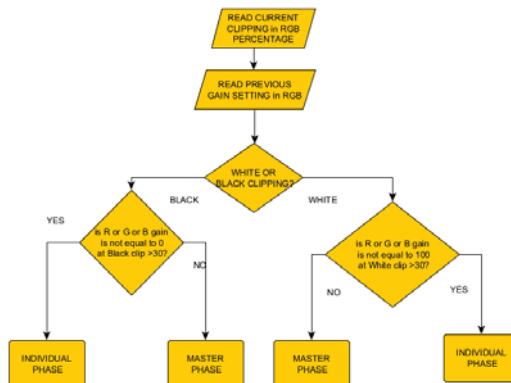 READ CURRENT
CLIPPING in RGB
PERCENTAGE
READ PREVIOUS
GAIN SETTING in RGB
WHITE OR
BLACK CLIPPING?
BLACK
WHITE
YES
is R or G or B gain
is not equal to 0
at Black clip >30?
NO
is R or G or B gain
is not equal to 100
at White clip >30?
NO
YES
INDIVIDUAL
PHASE
MASTER
PHASE
MASTER
PHASE
INDIVIDUAL
PHASE